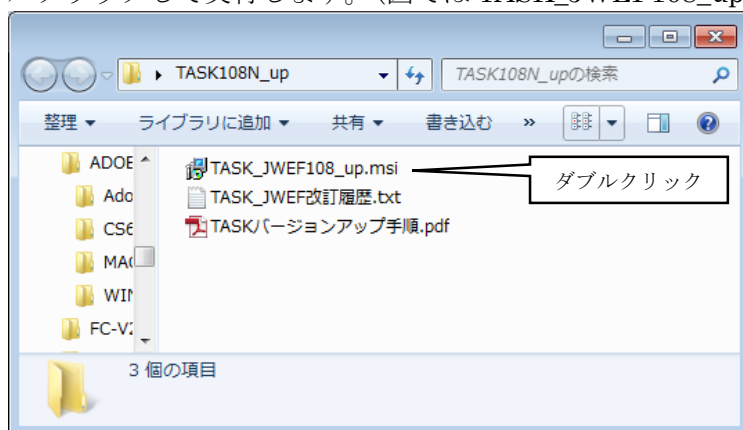 TASK108N_up
TASK108N_upの検索
整理 ライブラリに追加 共有 書き込む »
ADOE
Ado
CS6
MAC
WIN
FC-V2
TASK_JWEF108_up.msi
TASK_JWEF改訂履歴.txt
TASKバージョンアップ手順.pdf
ダブルクリック
3 個の項目